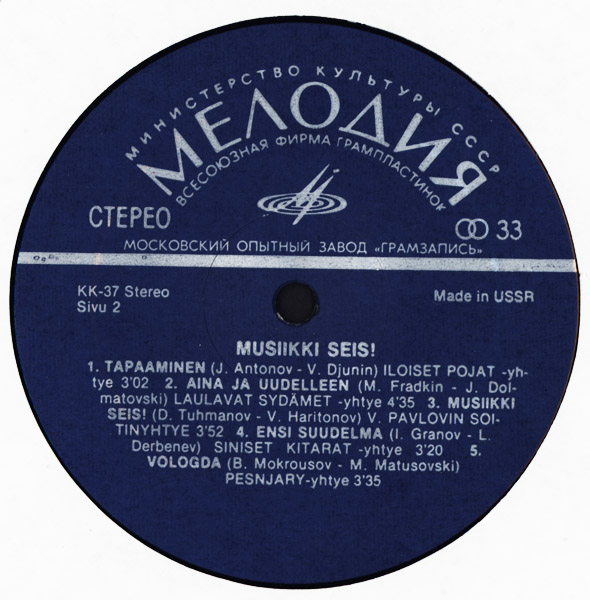 МИНИСТЕРСТВО КУЛЬТУРЫ СССР
МЕЛОДИЯ
ВСЕСОЮЗНАЯ ФИРМА ГРАМПЛАСТИНОК
СТЕРЕО
33
МОСКОВСКИЙ ОПЫТНЫЙ ЗАВОД «ГРАМЗАПИСЬ»
KK-37 Stereo
Made in USSR
Sivu 2
MUSIIKKI SEIS!
1. TAPAAMINEN (J. Antonov - V. Djunin) ILOISET POJAT -yh-
tye 3'02 2. AINA JA UUDELLEEN (M. Fradkin - J. Dol-
matovski) LAULAVAT SYDÄMET -yhtye 4'35 3. MUSIIKKI
SEIS! (D. Tuhmanov - V. Haritonov) V. PAVLOVIN SOI-
TINYHTYE 3'52 4. ENSI SUUDELMA (I. Granov - L.
Derbenev) SINISET KITARAT -yhtye 3'20 5.
VOLOGDA (B. Mokrousov - M. Matusovski)
PESNJARY-yhtye 3'35